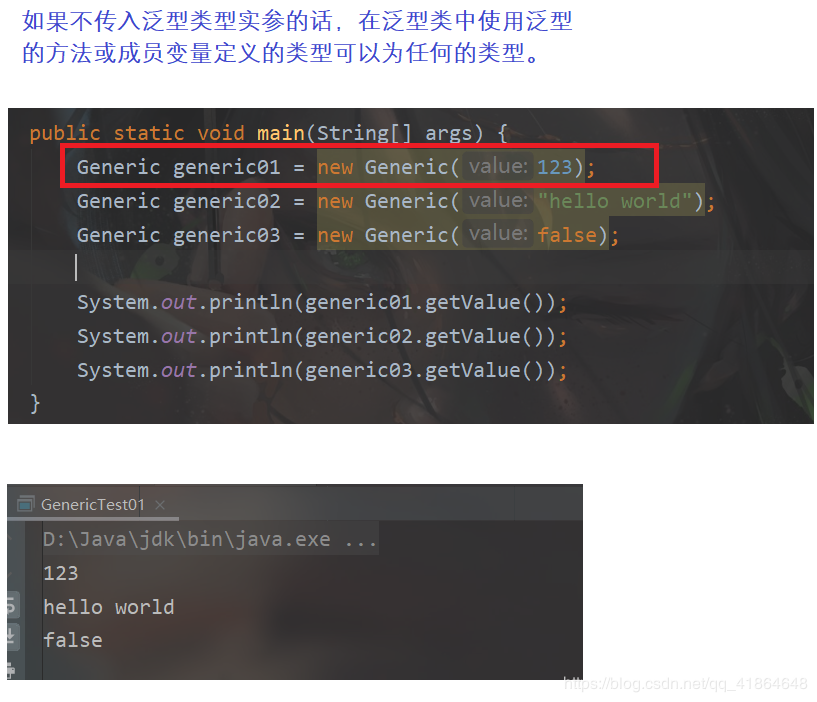 如果不传入泛型类型实参的话，在泛型类中使用泛型
的方法或成员变量定义的类型可以为任何的类型。
public static void main(String[] args) {
Generic generic01 = new Generic( value: 123);
Generic generic02 = new Generic( value: "hello world");
Generic generic03 = new Generic( value: false);
System.out.println(generic01.getValue());
System.out.println(generic02.getValue());
System.out.println(generic03.getValue());
}
GenericTest01 ×
D:\Java\jdk\bin\java.exe ...
123
hello world
false
https://blog.csdn.net/qq_41864648